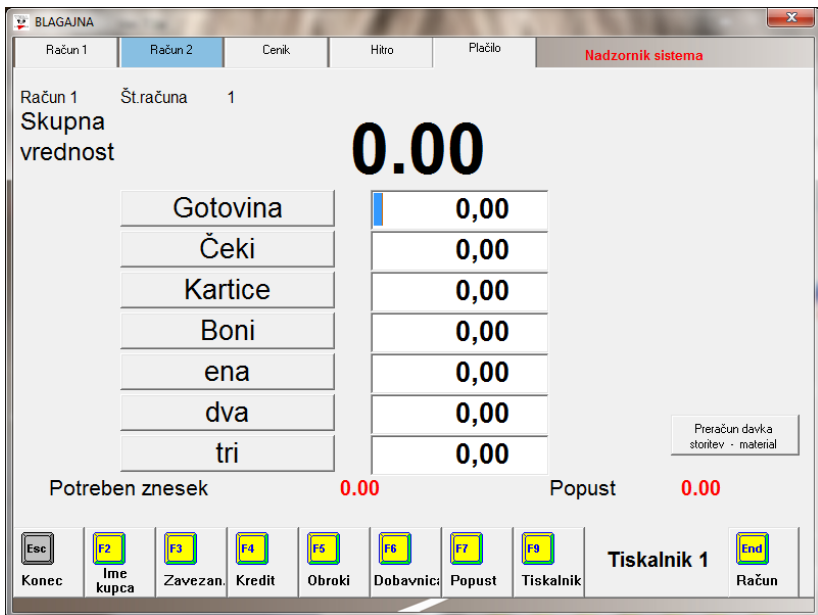 BLAGAJNA
Račun 1 Račun 2 Cenik Hitro Plačilo Nadzornik sistema
Račun 1 Št.računa 1
Skupna
vrednost 0.00
Gotovina 0,00
Čeki 0,00
Kartice 0,00
Boni 0,00
ena 0,00
dva 0,00
tri 0,00
Preračun davka
storitev - material
Potreben znesek 0.00 Popust 0.00
Esc F2 F3 F4 F5 F6 F7 F9 Tiskalnik 1 End
Konec Ime kupca Zavezan. Kredit Obroki Dobavnic Popust Tiskalnik Račun